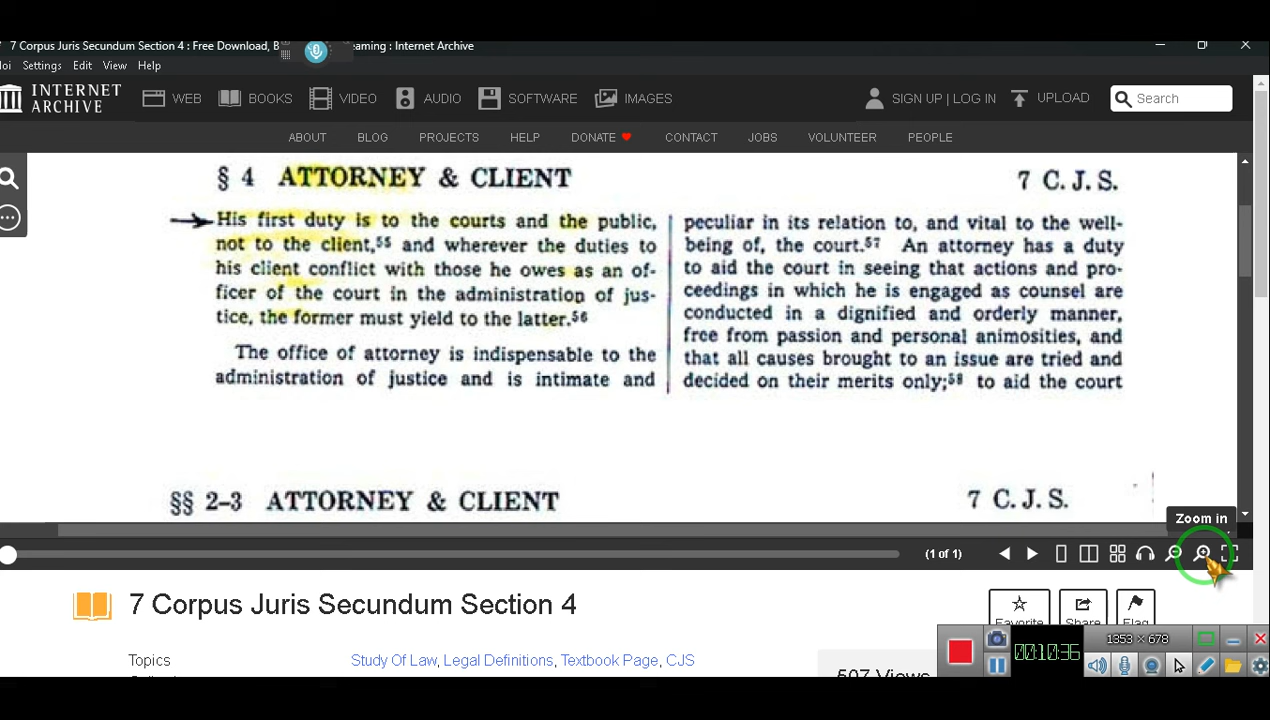 7 Corpus Juris Secundum Section 4 : Free Download, B
eaming : Internet Archive
Settings Edit View Help
INTERNET ARCHIVE
WEB BOOKS VIDEO AUDIO SOFTWARE IMAGES SIGN UP | LOG IN UPLOAD Search
ABOUT BLOG PROJECTS HELP DONATE CONTACT JOBS VOLUNTEER PEOPLE
§ 4 ATTORNEY & CLIENT 7 C. J. S.
His first duty is to the courts and the public,
not to the client,55 and wherever the duties to
his client conflict with those he owes as an of-
ficer of the court in the administration of jus-
tice, the former must yield to the latter.56
The office of attorney is indispensable to the
administration of justice and is intimate and
peculiar in its relation to, and vital to the well-
being of, the court.57 An attorney has a duty
to aid the court in seeing that actions and pro-
ceedings in which he is engaged as counsel are
conducted in a dignified and orderly manner,
free from passion and personal animosities, and
that all causes brought to an issue are tried and
decided on their merits only;58 to aid the court
§§ 2-3 ATTORNEY & CLIENT 7 C. J. S.
Zoom in
(1 of 1)
7 Corpus Juris Secundum Section 4
Favorite Share Flag
1353 × 678
00:10:36
Topics Study Of Law, Legal Definitions, Textbook Page, CJS
507 Views